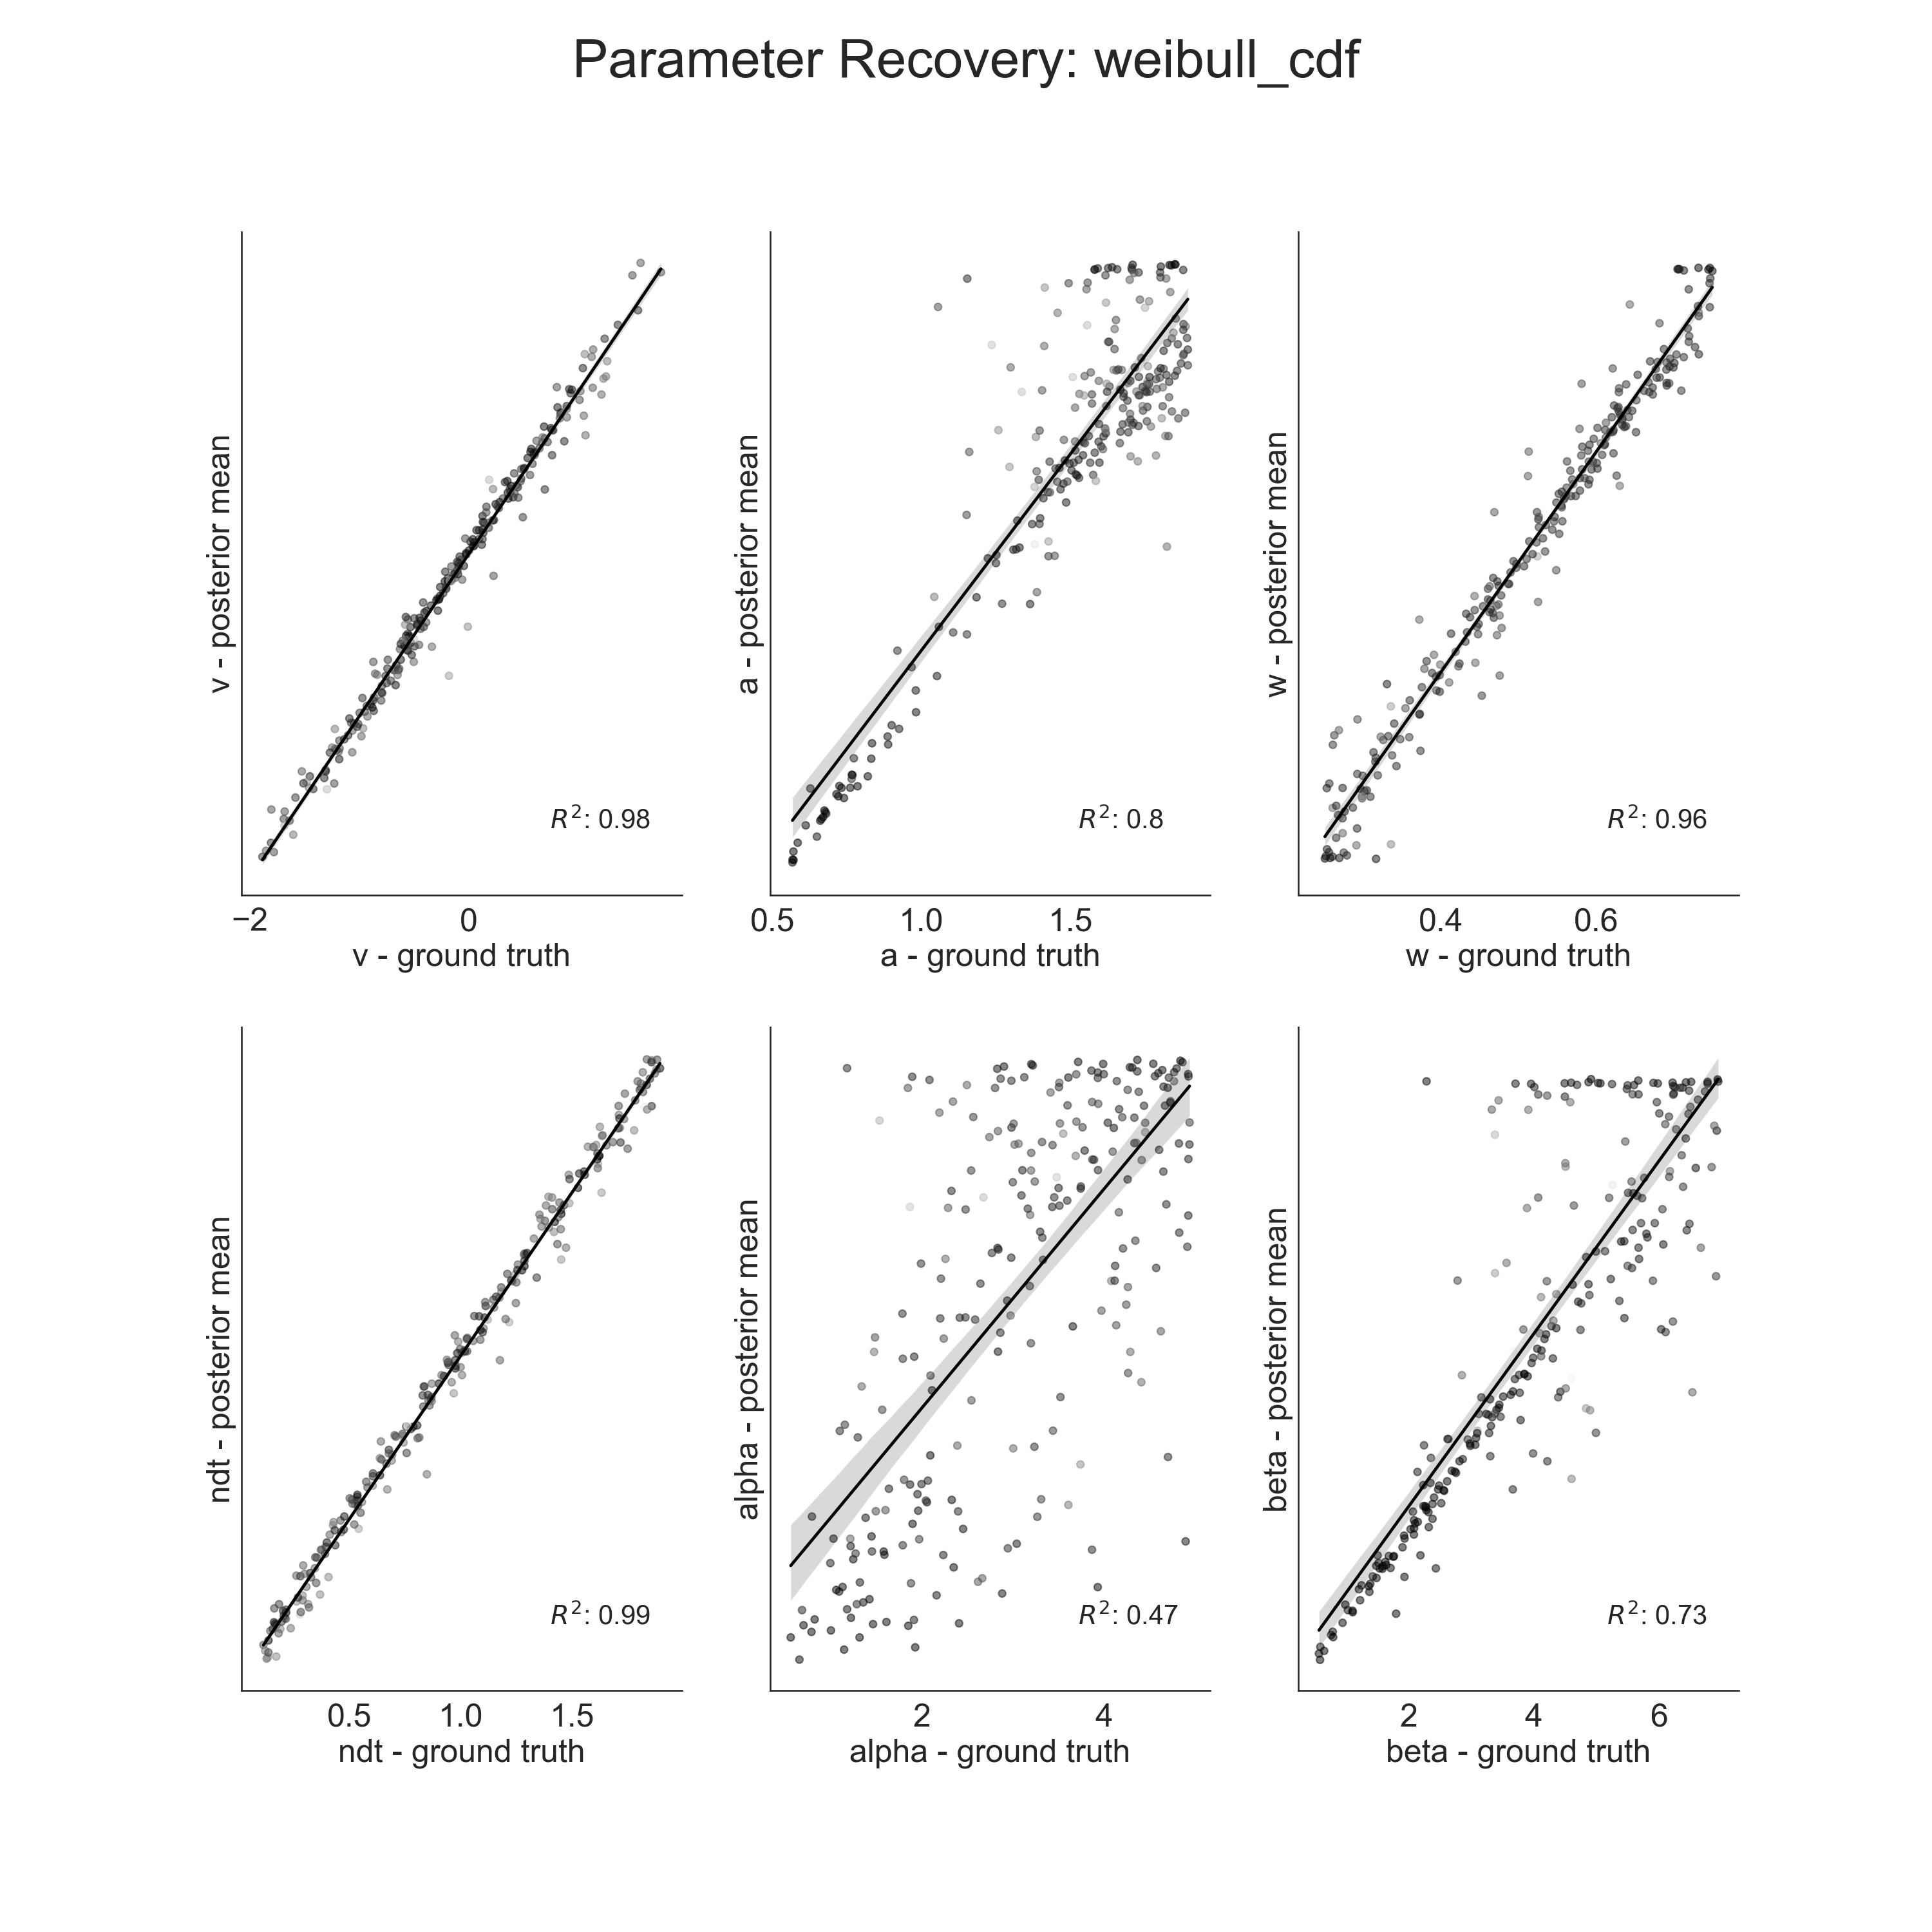 Parameter Recovery: weibull_cdf
v - posterior mean
R²: 0.98
−2 0
v - ground truth
a - posterior mean
R²: 0.8
0.5 1.0 1.5
a - ground truth
w - posterior mean
R²: 0.96
0.4 0.6
w - ground truth
ndt - posterior mean
R²: 0.99
0.5 1.0 1.5
ndt - ground truth
alpha - posterior mean
R²: 0.47
2 4
alpha - ground truth
beta - posterior mean
R²: 0.73
2 4 6
beta - ground truth